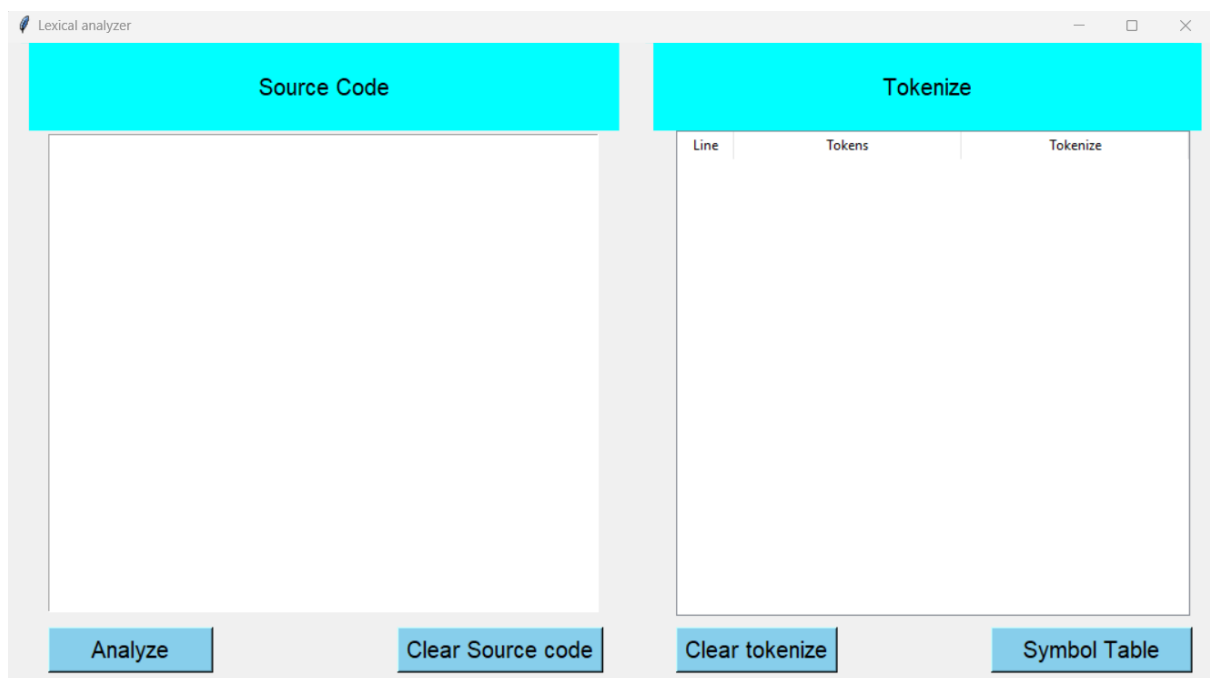 Lexical analyzer
Source Code
Tokenize
Line Tokens Tokenize
Analyze
Clear Source code
Clear tokenize
Symbol Table